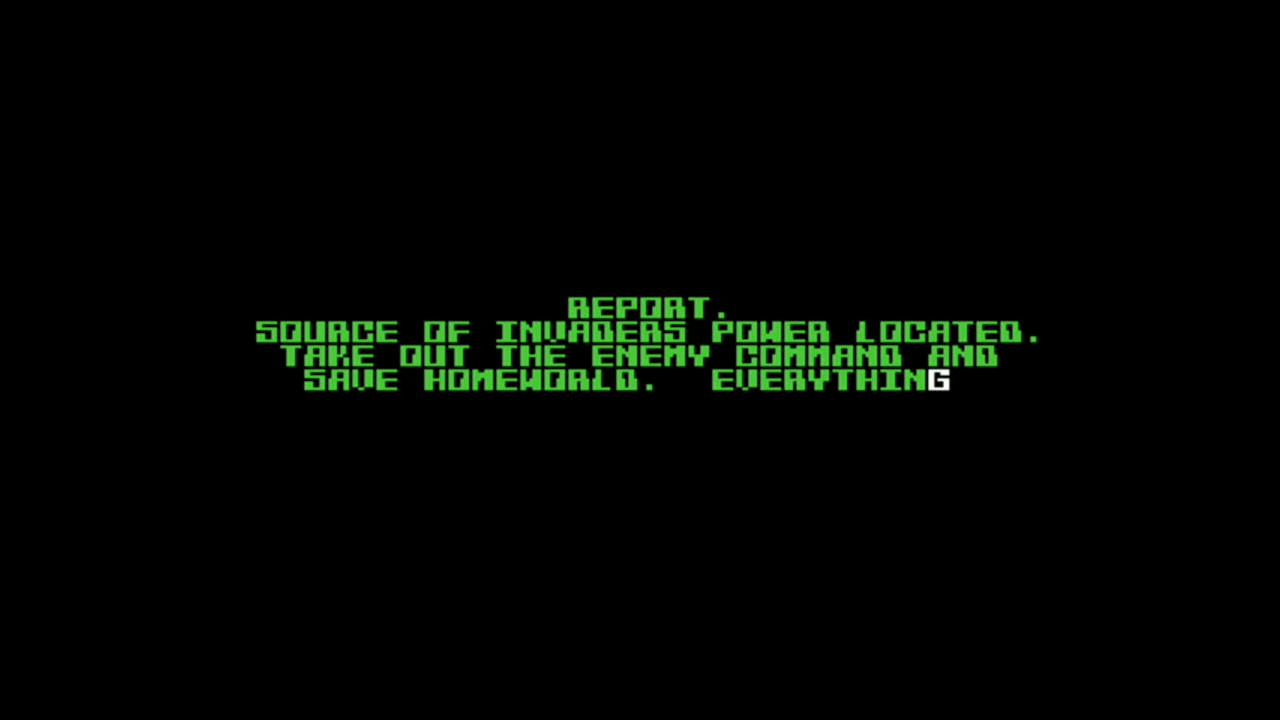 REPORT.
SOURCE OF INVADERS POWER LOCATED.
TAKE OUT THE ENEMY COMMAND AND
SAVE HOMEWORLD.  EVERYTHING